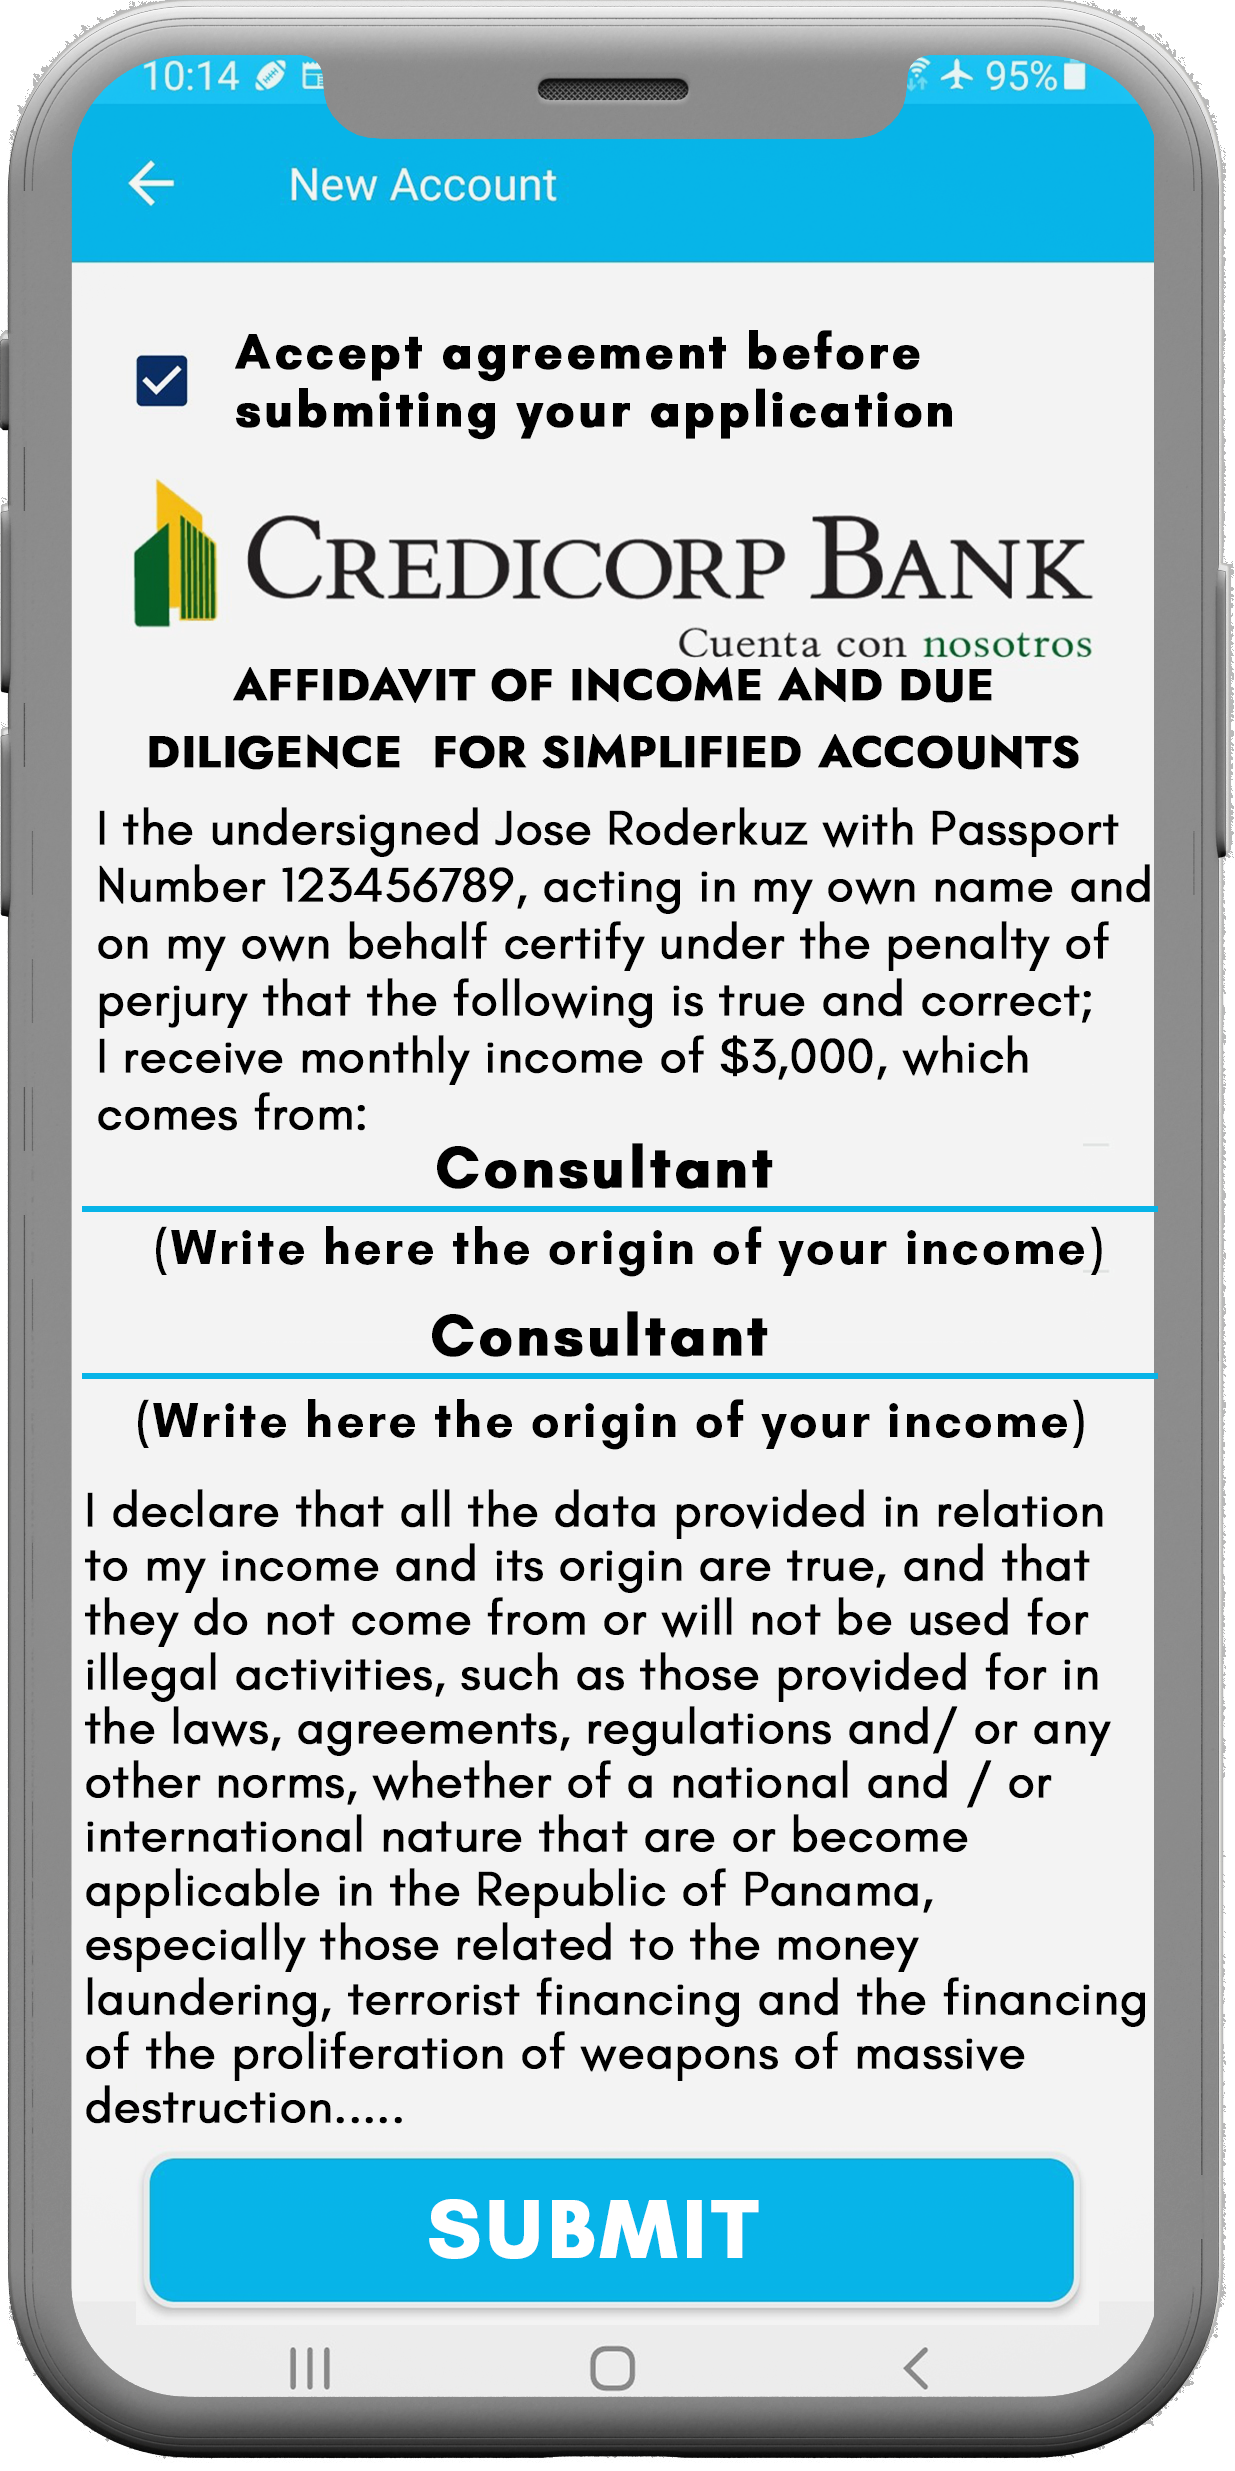 10:14 95%
New Account
Accept agreement before
submiting your application
CREDICORP BANK
Cuenta con nosotros
AFFIDAVIT OF INCOME AND DUE
DILIGENCE FOR SIMPLIFIED ACCOUNTS
I the undersigned Jose Roderkuz with Passport
Number 123456789, acting in my own name and
on my own behalf certify under the penalty of
perjury that the following is true and correct;
I receive monthly income of $3,000, which
comes from:
Consultant
(Write here the origin of your income)
Consultant
(Write here the origin of your income)
I declare that all the data provided in relation
to my income and its origin are true, and that
they do not come from or will not be used for
illegal activities, such as those provided for in
the laws, agreements, regulations and/ or any
other norms, whether of a national and / or
international nature that are or become
applicable in the Republic of Panama,
especially those related to the money
laundering, terrorist financing and the financing
of the proliferation of weapons of massive
destruction.....
SUBMIT